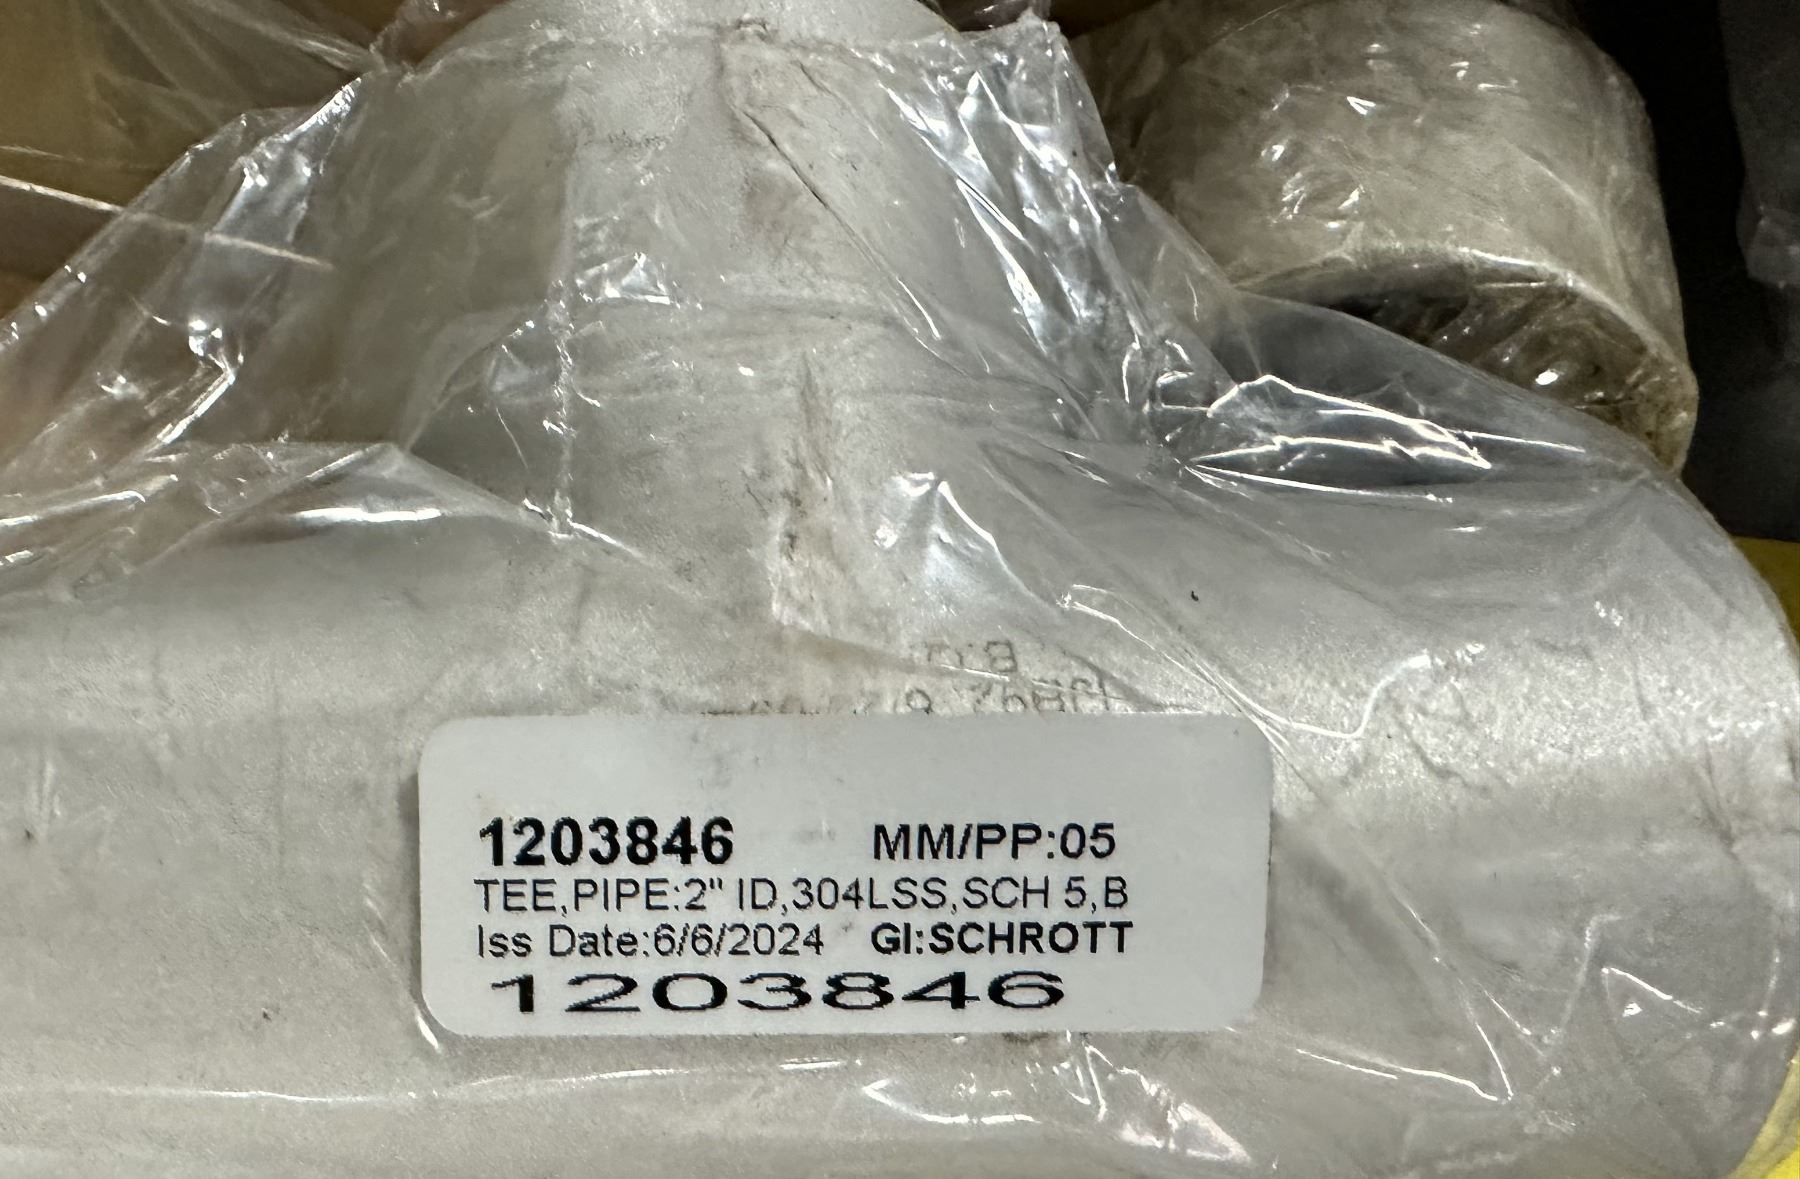 1203846 MM/PP:05
TEE,PIPE:2" ID,304LSS,SCH 5,B
Iss Date:6/6/2024 GI:SCHROTT
1203846